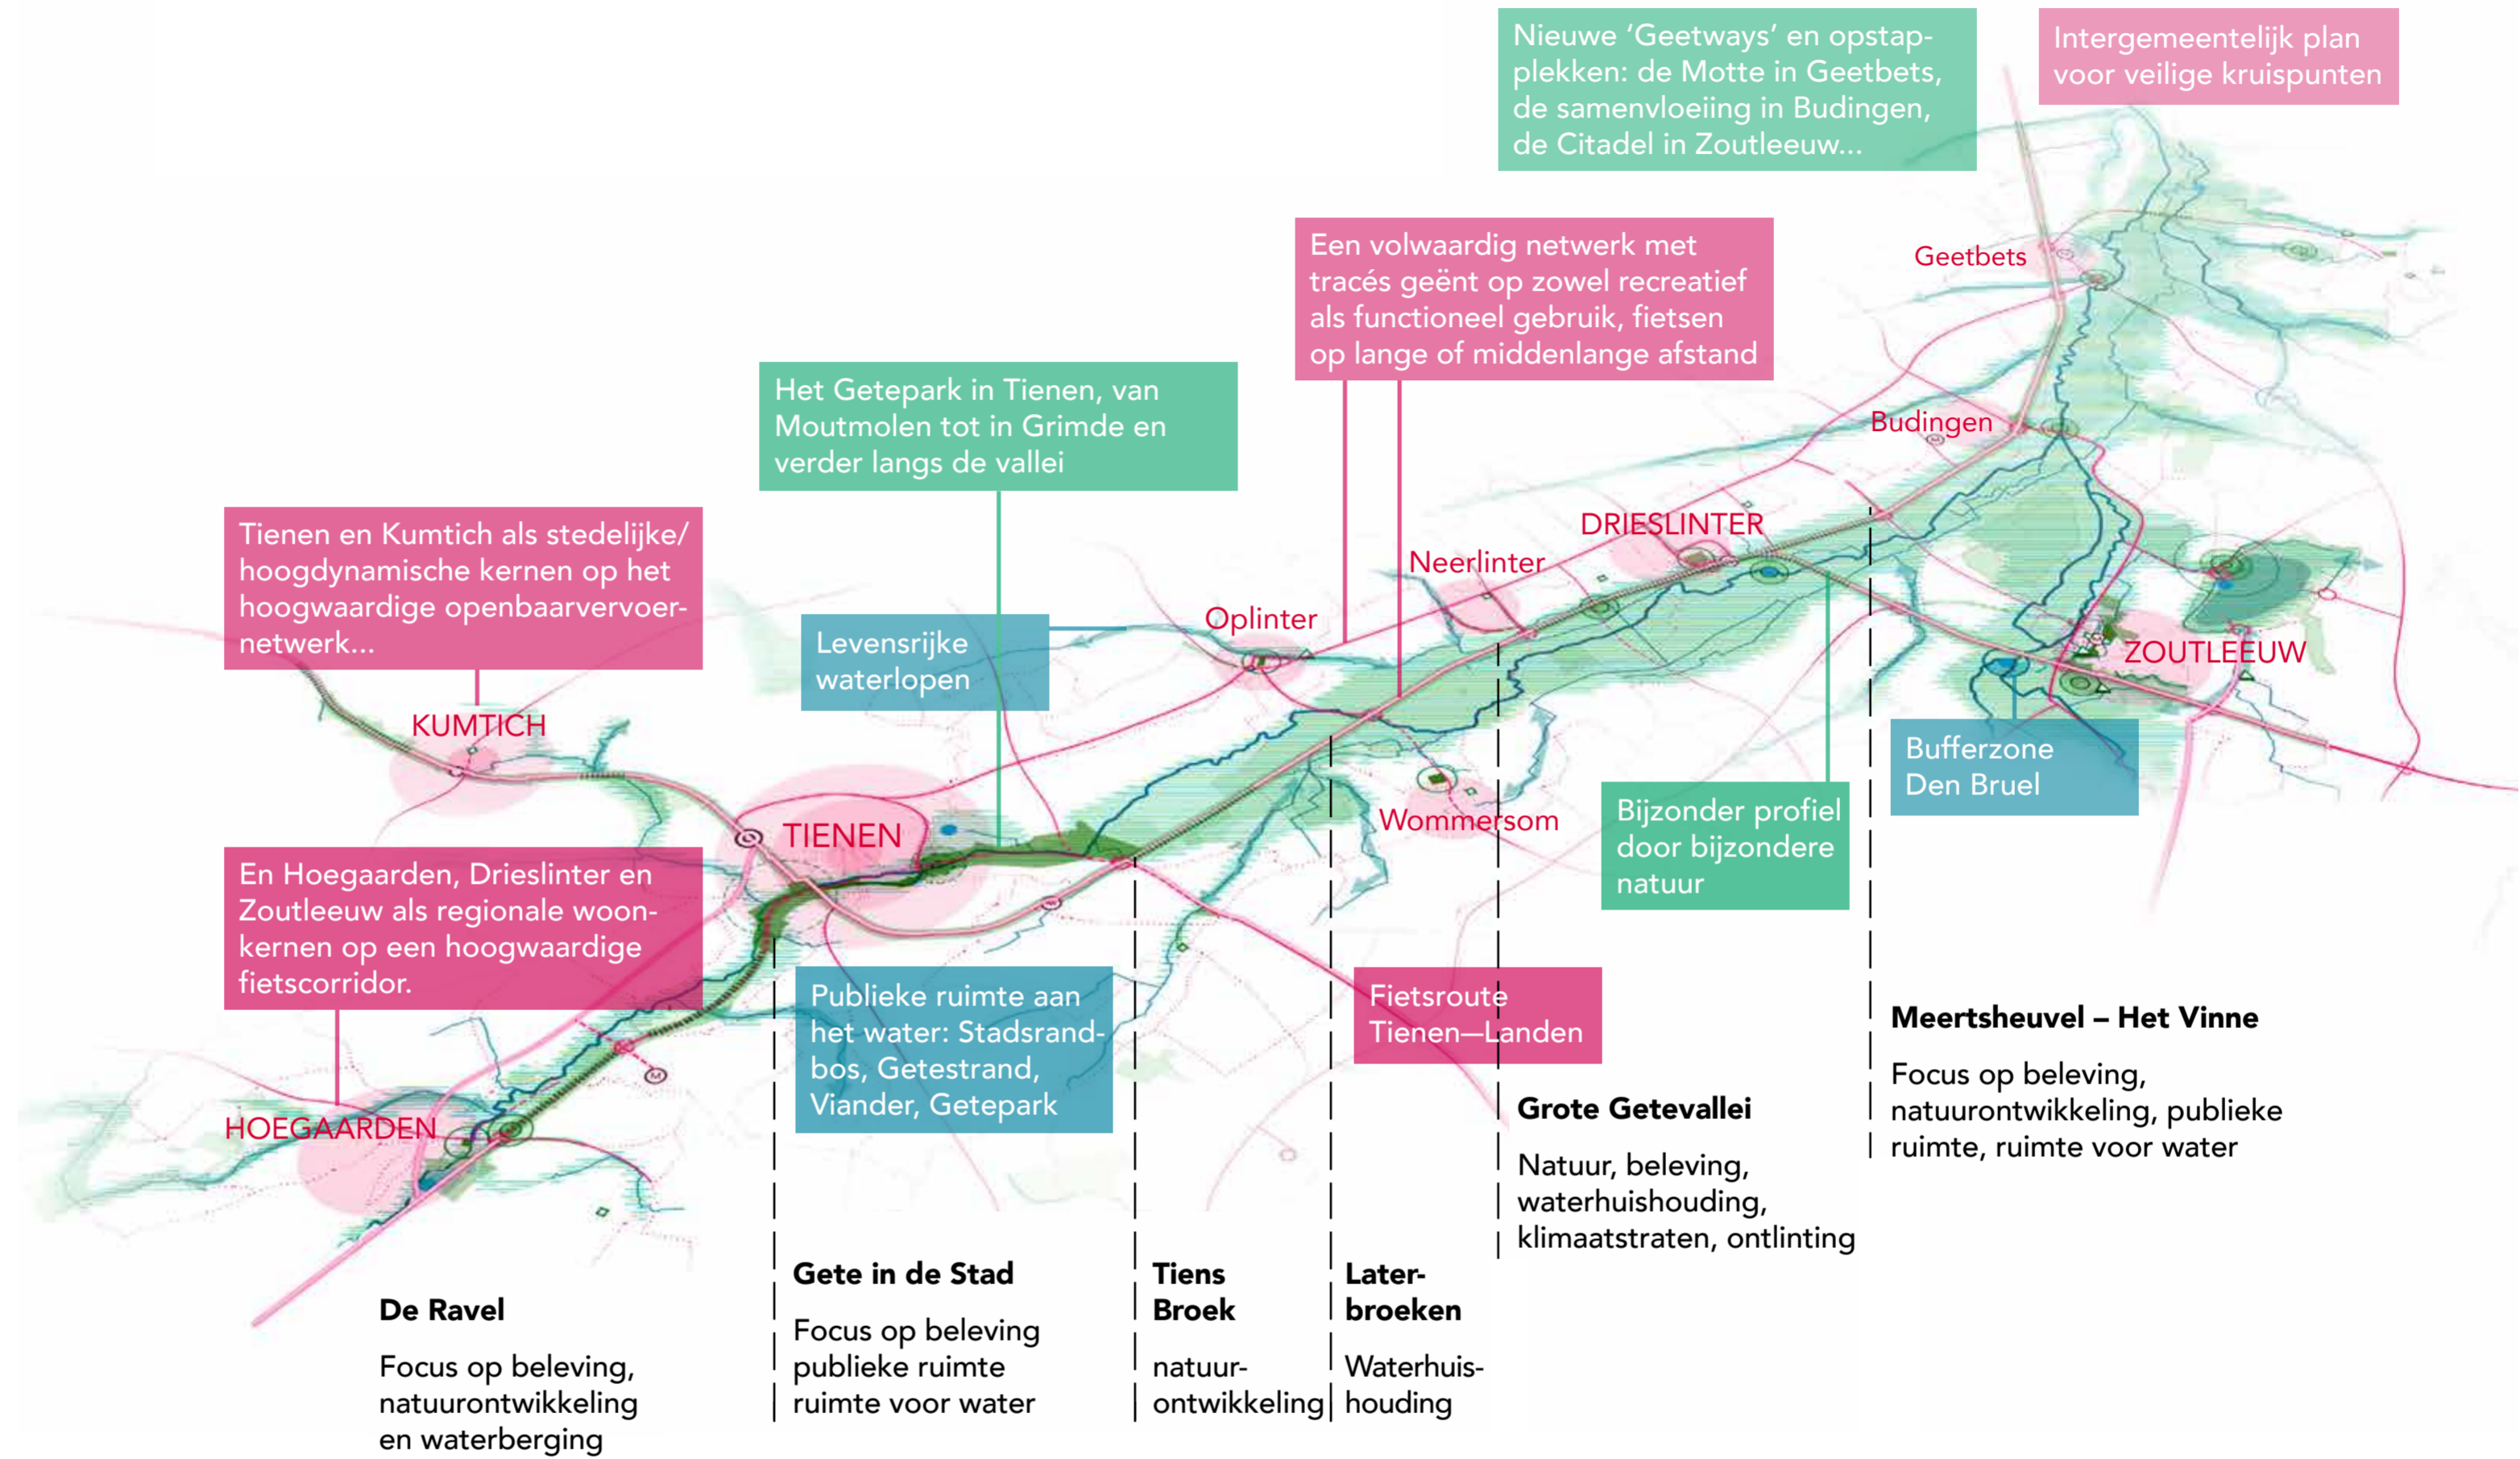 Nieuwe ‘Geetways’ en opstap-
plekken: de Motte in Geetbets,
de samenvloeiing in Budingen,
de Citadel in Zoutleeuw...
Intergemeentelijk plan
voor veilige kruispunten
Een volwaardig netwerk met
tracés geënt op zowel recreatief
als functioneel gebruik, fietsen
op lange of middenlange afstand
Geetbets
Het Getepark in Tienen, van
Moutmolen tot in Grimde en
verder langs de vallei
Budingen
Tienen en Kumtich als stedelijke/
hoogdynamische kernen op het
hoogwaardige openbaarvervoer-
netwerk...
DRIESLINTER
Neerlinter
Oplinter
Levensrijke
waterlopen
ZOUTLEEUW
KUMTICH
Bufferzone
Den Bruel
TIENEN
Wommersom
Bijzonder profiel
door bijzondere
natuur
En Hoegaarden, Drieslinter en
Zoutleeuw als regionale woon-
kernen op een hoogwaardige
fietscorridor.
Publieke ruimte aan
het water: Stadsrand-
bos, Getestrand,
Viander, Getepark
Fietsroute
Tienen—Landen
HOEGAARDEN
De Ravel
Focus op beleving,
natuurontwikkeling
en waterberging
Gete in de Stad
Focus op beleving
publieke ruimte
ruimte voor water
Tiens
Broek
natuur-
ontwikkeling
Later-
broeken
Waterhuis-
houding
Grote Getevallei
Natuur, beleving,
waterhuishouding,
klimaatstraten, ontlinting
Meertsheuvel – Het Vinne
Focus op beleving,
natuurontwikkeling, publieke
ruimte, ruimte voor water